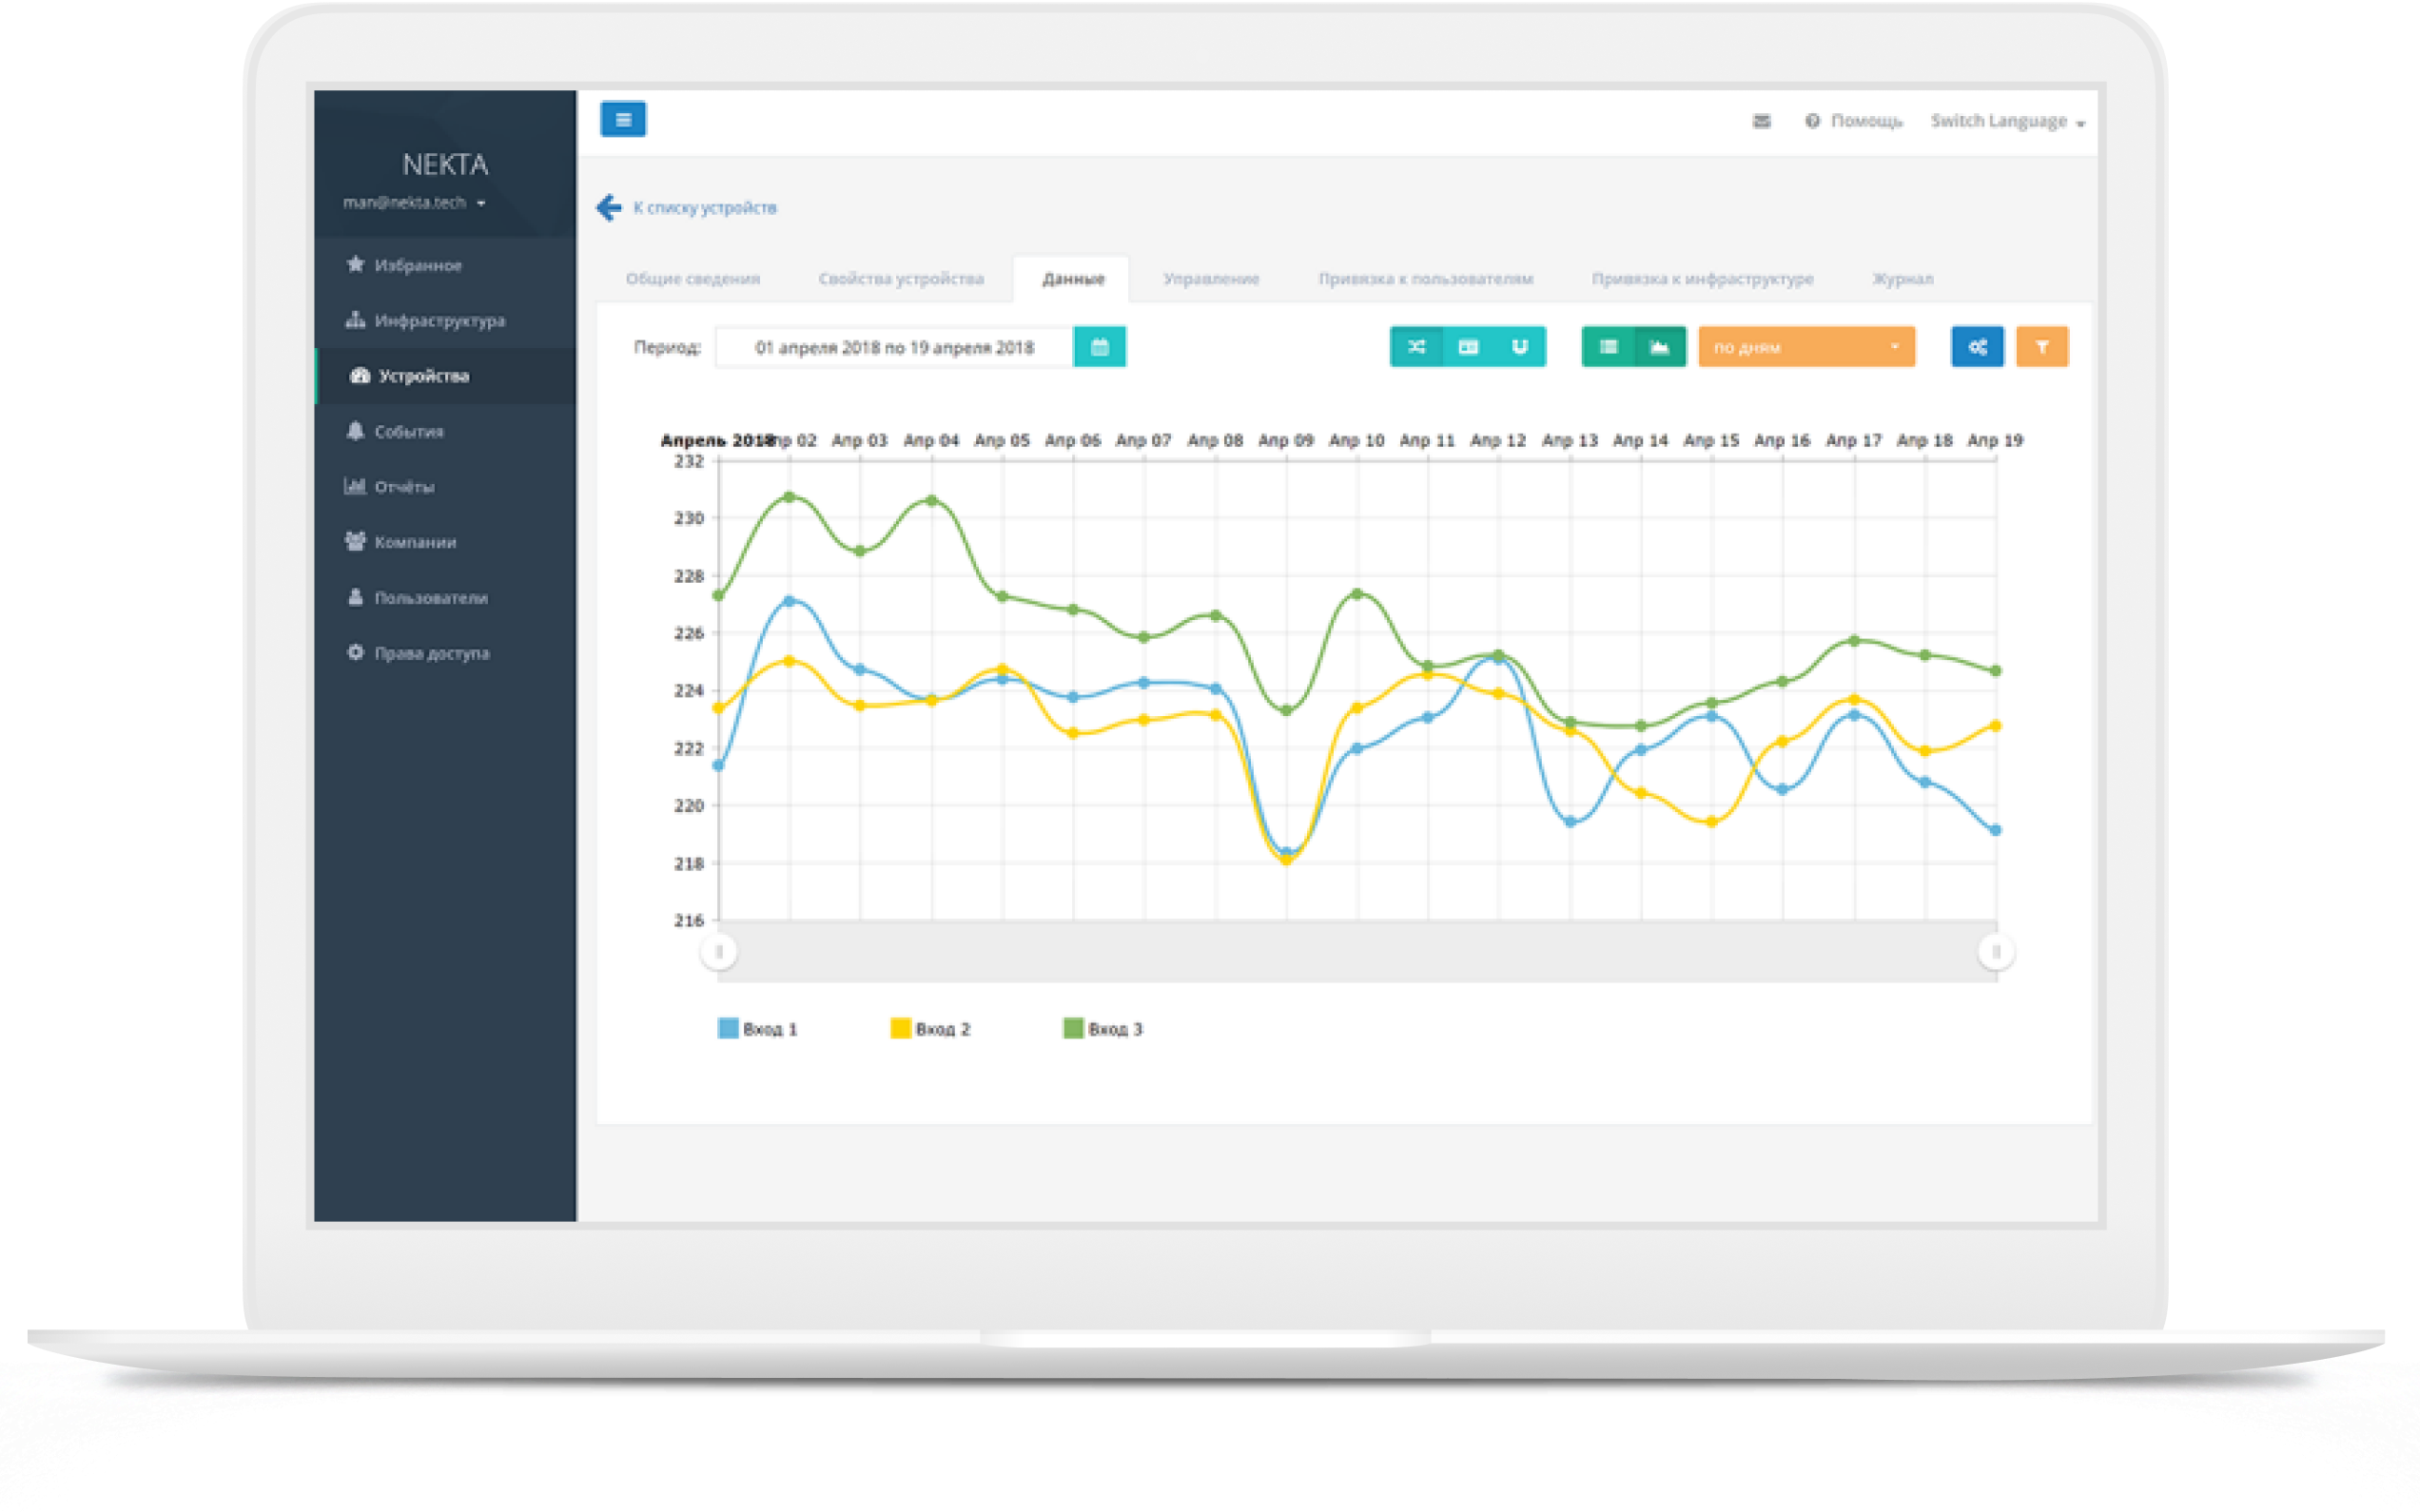 NEKTA
man@nekta.tech
Избранное
Инфраструктура
Устройства
События
Отчёты
Компании
Пользователи
Права доступа
Помощь Switch Language
К списку устройств
Общие сведения Свойства устройства Данные Управление Привязка к пользователям Привязка к инфраструктуре Журнал
Период: 01 апреля 2018 по 19 апреля 2018 по дням
Апрель 2018 Апр 02 Апр 03 Апр 04 Апр 05 Апр 06 Апр 07 Апр 08 Апр 09 Апр 10 Апр 11 Апр 12 Апр 13 Апр 14 Апр 15 Апр 16 Апр 17 Апр 18 Апр 19
232
230
228
226
224
222
220
218
216
Вход 1 Вход 2 Вход 3